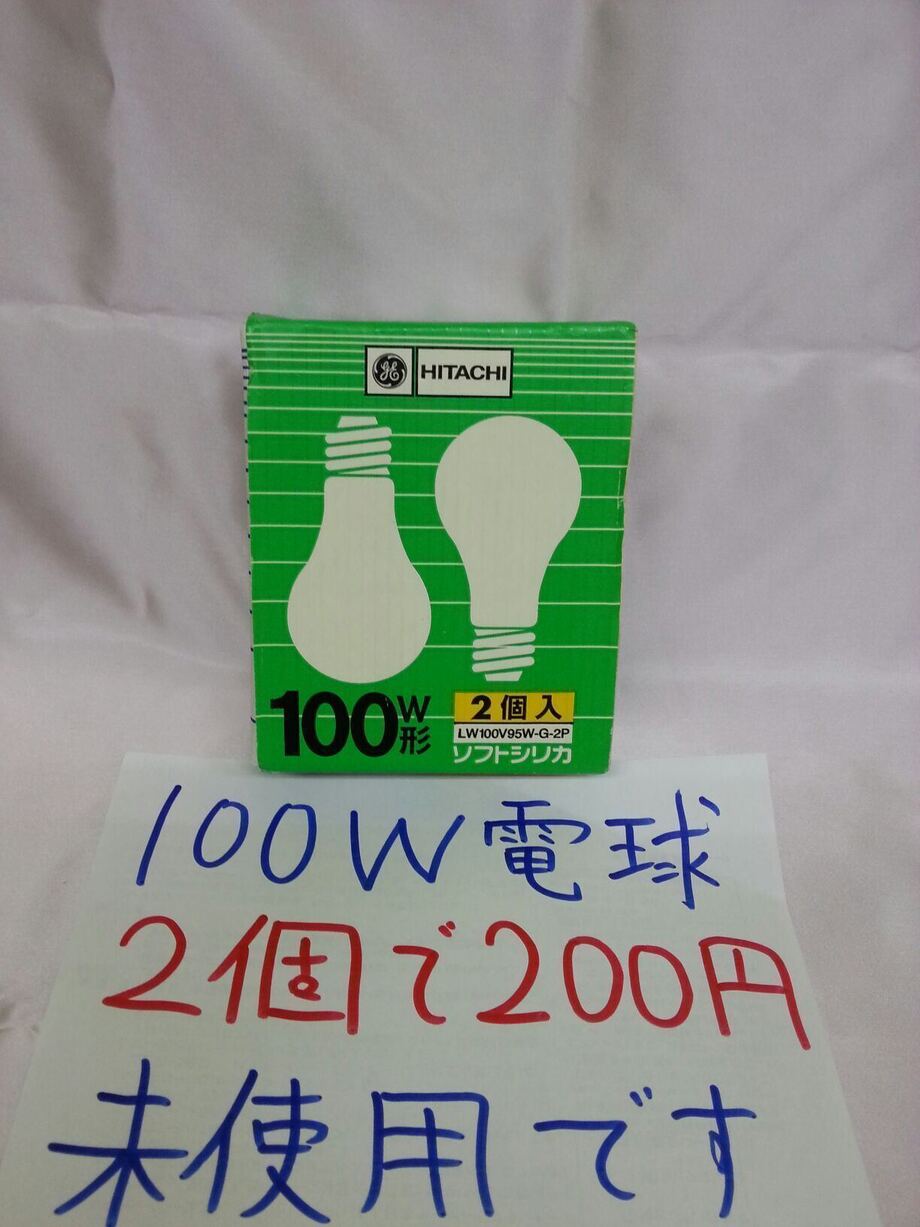 GE HITACHI
100W形
2個入
LW100V95W-G-2P
ソフトシリカ
100W電球
2個で200円
未使用です